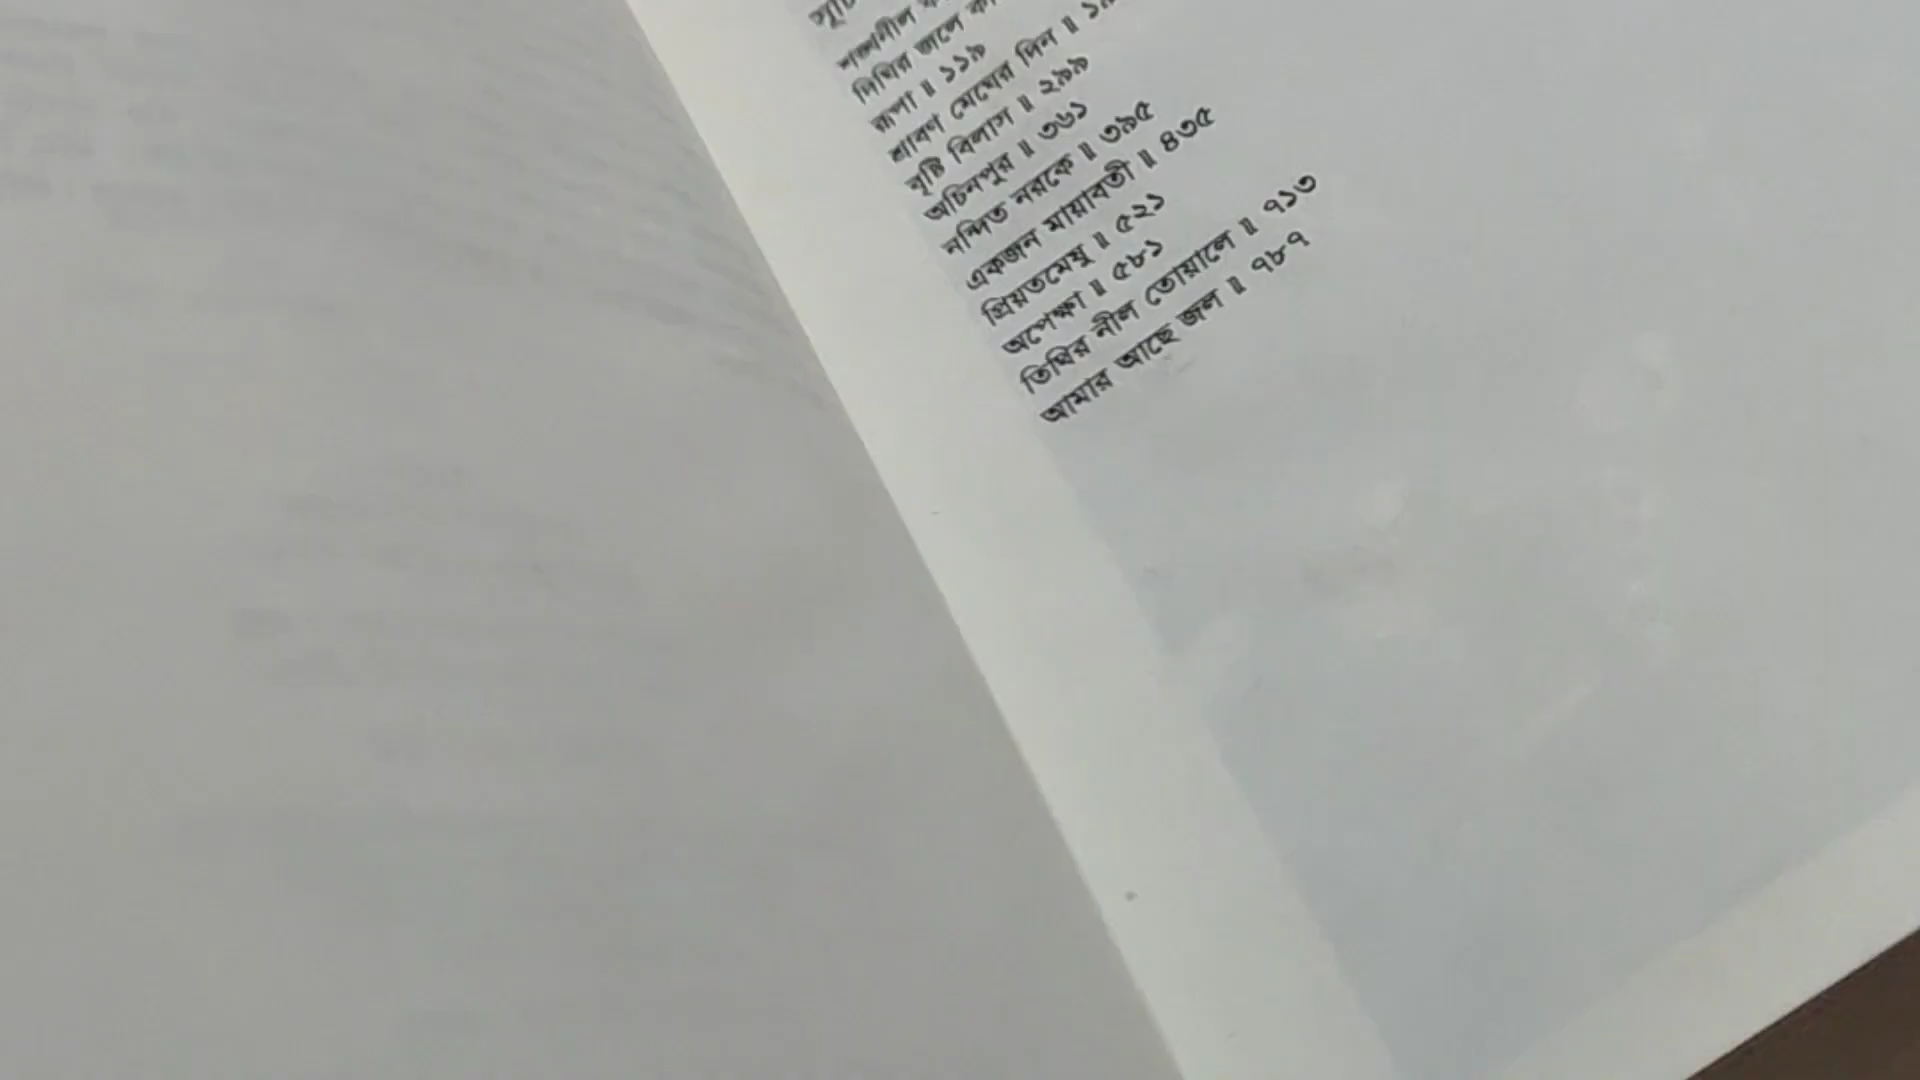 সূচি
শঙ্খনীল
দিঘির জলে
রূপা ॥ ১১৯
শ্রাবণ মেঘের দিন ॥
বৃষ্টি বিলাস ॥ ২৯৯
অচিনপুর ॥ ৩৬১
নন্দিত নরকে ॥ ৩৯৫
একজন মায়াবতী ॥ ৪৩৫
প্রিয়তমেষু ॥ ৫২১
অপেক্ষা ॥ ৫৮১
তিথির নীল তোয়ালে ॥ ৭১৩
আমার আছে জল ॥ ৭৮৭